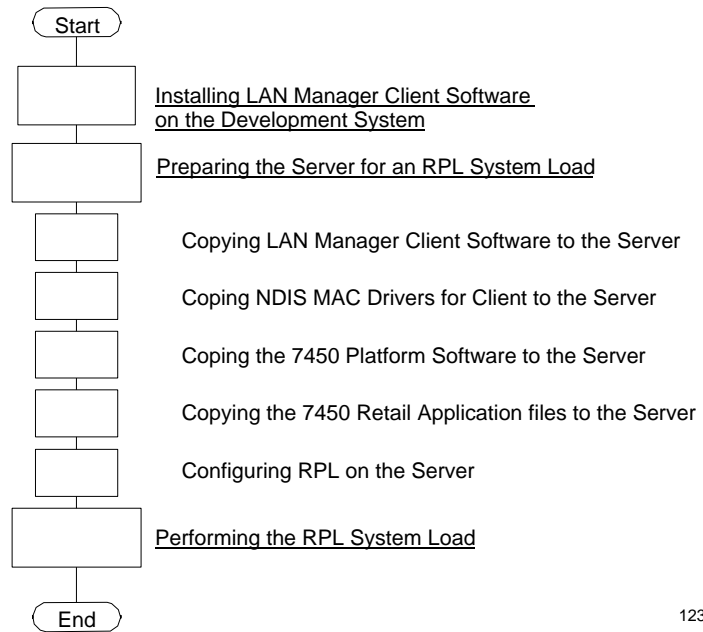 Start
Installing LAN Manager Client Software
on the Development System
Preparing the Server for an RPL System Load
Copying LAN Manager Client Software to the Server
Coping NDIS MAC Drivers for Client to the Server
Coping the 7450 Platform Software to the Server
Copying the 7450 Retail Application files to the Server
Configuring RPL on the Server
Performing the RPL System Load
End
123